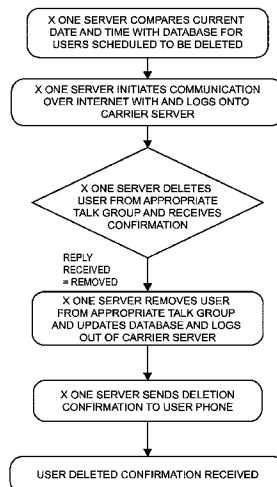 X ONE SERVER COMPARES CURRENT
DATE AND TIME WITH DATABASE FOR
USERS SCHEDULED TO BE DELETED
X ONE SERVER INITIATES COMMUNICATION
OVER INTERNET WITH AND LOGS ONTO
CARRIER SERVER
X ONE SERVER DELETES
USER FROM APPROPRIATE
TALK GROUP AND RECEIVES
CONFIRMATION
REPLY
RECEIVED
= REMOVED
X ONE SERVER REMOVES USER
FROM APPROPRIATE TALK GROUP
AND UPDATES DATABASE AND LOGS
OUT OF CARRIER SERVER
X ONE SERVER SENDS DELETION
CONFIRMATION TO USER PHONE
USER DELETED CONFIRMATION RECEIVED